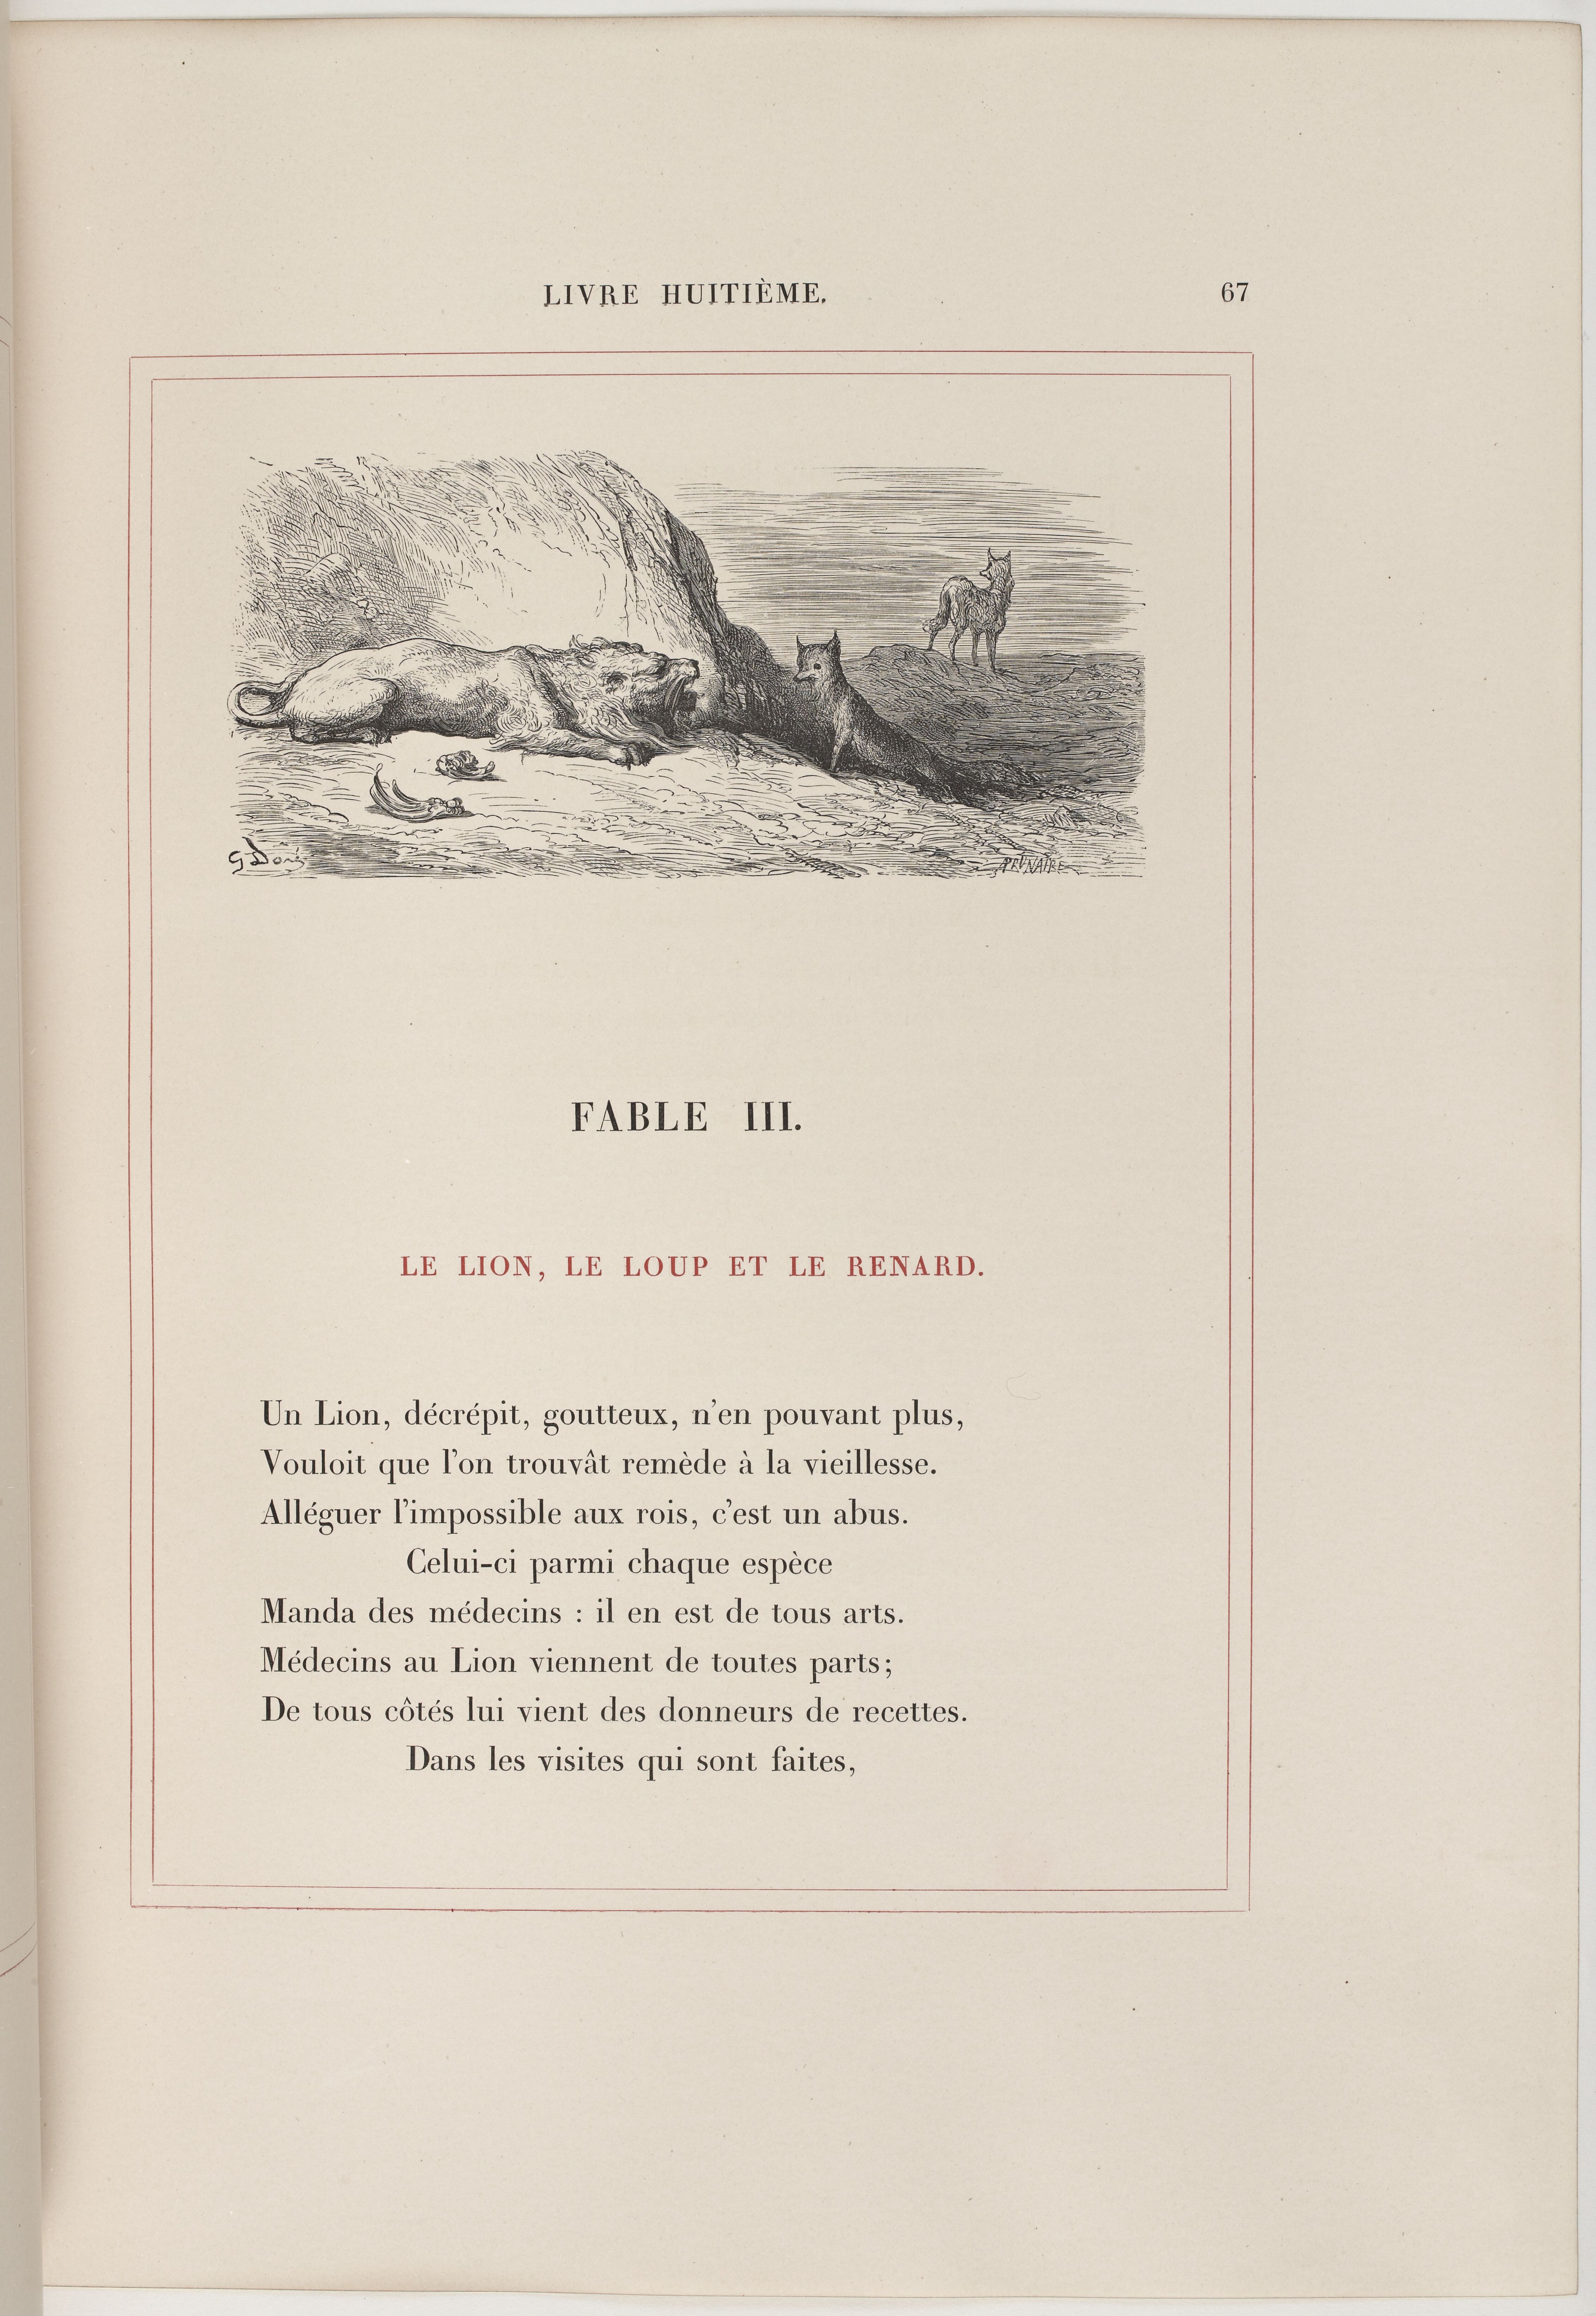 LIVRE HUITIÈME. 67
G Doré
PRUNAIRE
FABLE III.
LE LION, LE LOUP ET LE RENARD.
Un Lion, décrépit, goutteux, n'en pouvant plus,
Vouloit que l'on trouvât remède à la vieillesse.
Alléguer l'impossible aux rois, c'est un abus.
Celui-ci parmi chaque espèce
Manda des médecins : il en est de tous arts.
Médecins au Lion viennent de toutes parts;
De tous côtés lui vient des donneurs de recettes.
Dans les visites qui sont faites,